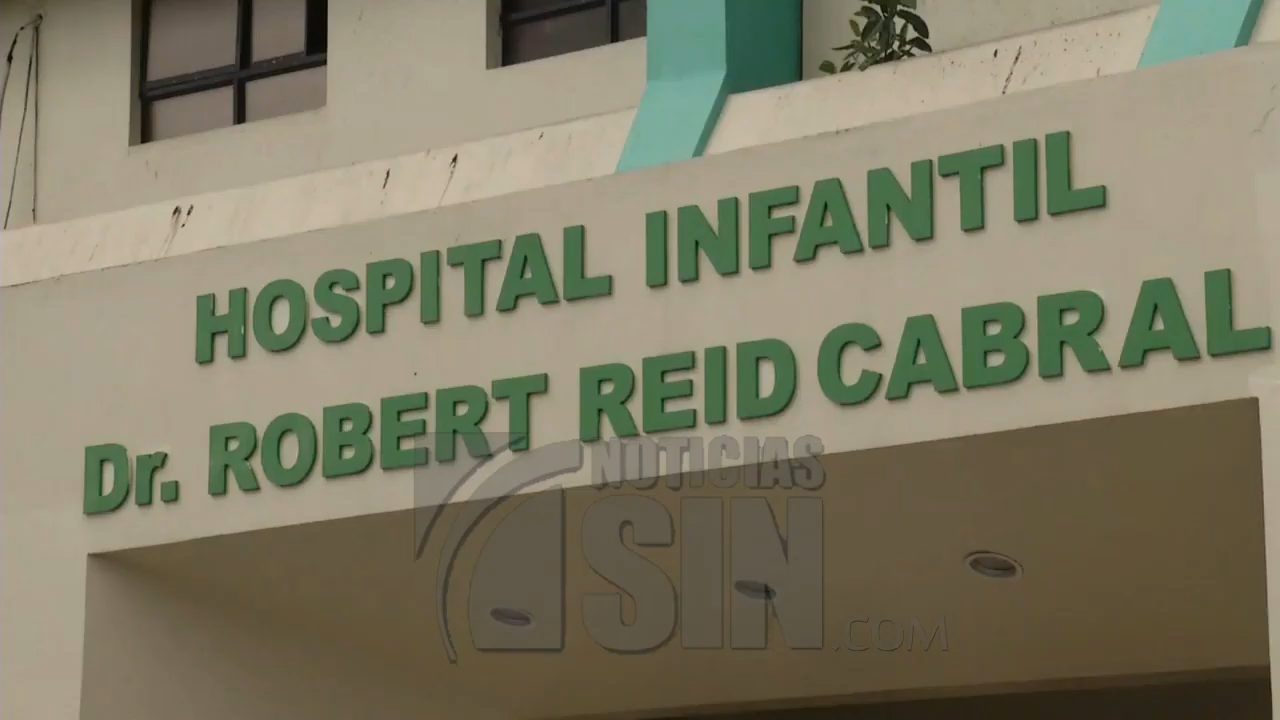 HOSPITAL INFANTIL
Dr. ROBERT REID CABRAL
NOTICIAS
SIN
.COM